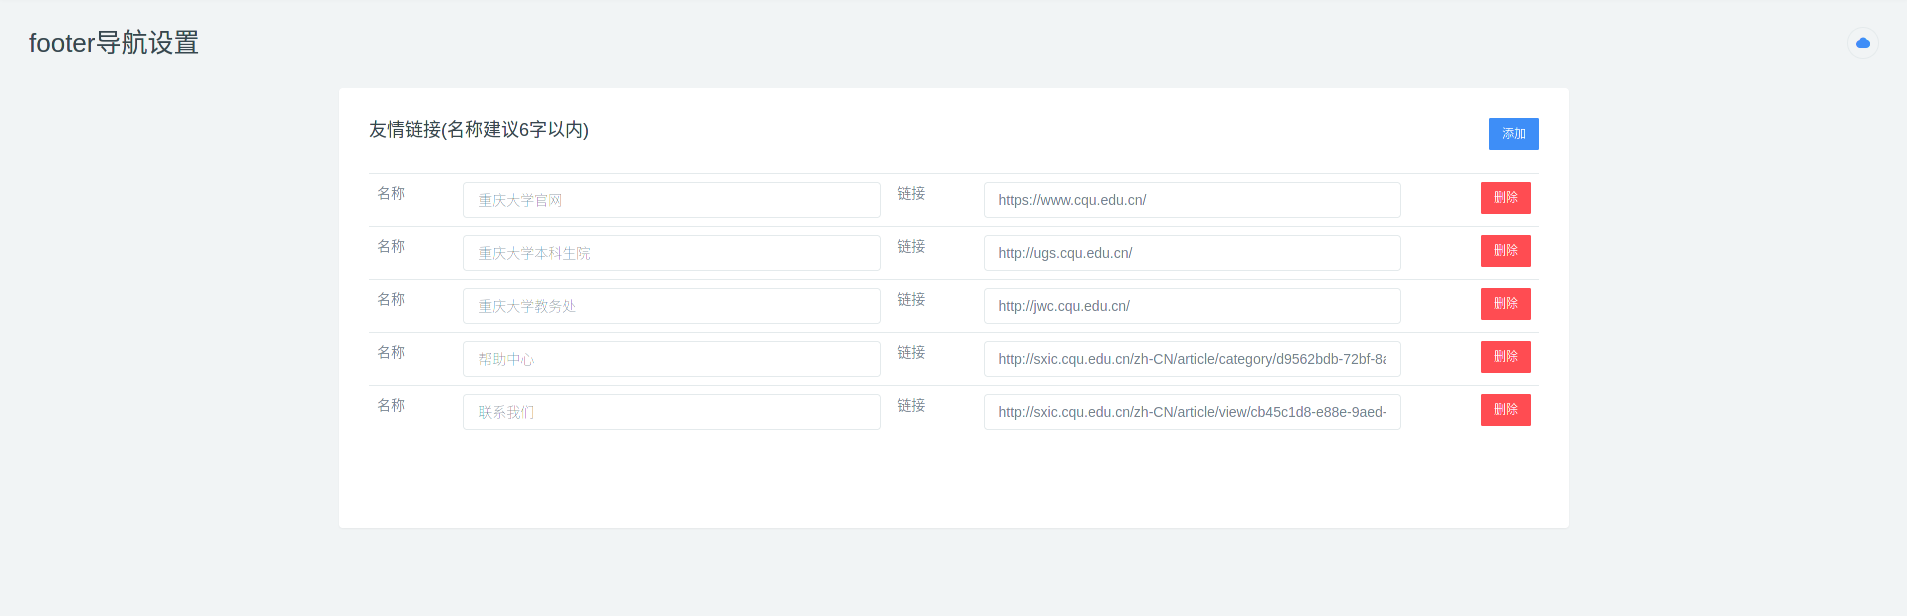 footer导航设置
友情链接(名称建议6字以内) 添加
名称 重庆大学官网 链接 https://www.cqu.edu.cn/ 删除
名称 重庆大学本科生院 链接 http://ugs.cqu.edu.cn/ 删除
名称 重庆大学教务处 链接 http://jwc.cqu.edu.cn/ 删除
名称 帮助中心 链接 http://sxic.cqu.edu.cn/zh-CN/article/category/d9562bdb-72bf-8a 删除
名称 联系我们 链接 http://sxic.cqu.edu.cn/zh-CN/article/view/cb45c1d8-e88e-9aed- 删除